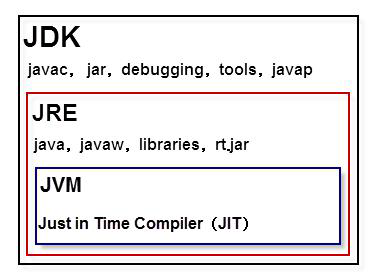 JDK
javac, jar, debugging, tools, javap
JRE
java, javaw, libraries, rt.jar
JVM
Just in Time Compiler（JIT）